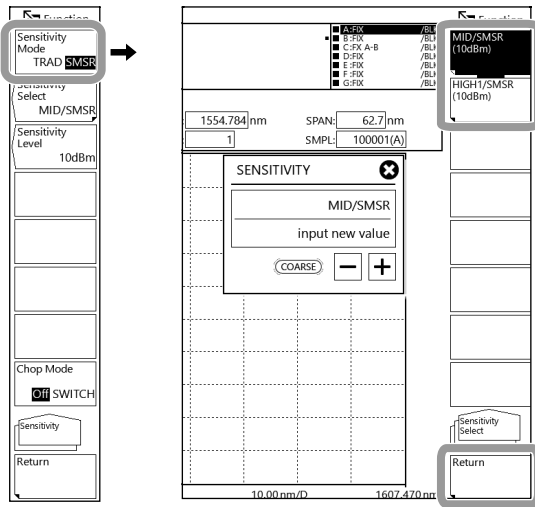 Function
Sensitivity
Mode
TRAD SMSR
Sensitivity
Select
MID/SMSR
Sensitivity
Level
10dBm
Chop Mode
Off SWITCH
Sensitivity
Return
A:FIX /BLK
B:FIX /BLK
C:FX A-B /BLK
D:FIX /BLK
E:FIX /BLK
F:FIX /BLK
G:FIX /BLK
1554.784 nm SPAN: 62.7 nm
1 SMPL: 100001(A)
SENSITIVITY
MID/SMSR
input new value
COARSE
10.00 nm/D 1607.470 nm
Function
MID/SMSR
(10dBm)
HIGH1/SMSR
(10dBm)
Sensitivity
Select
Return